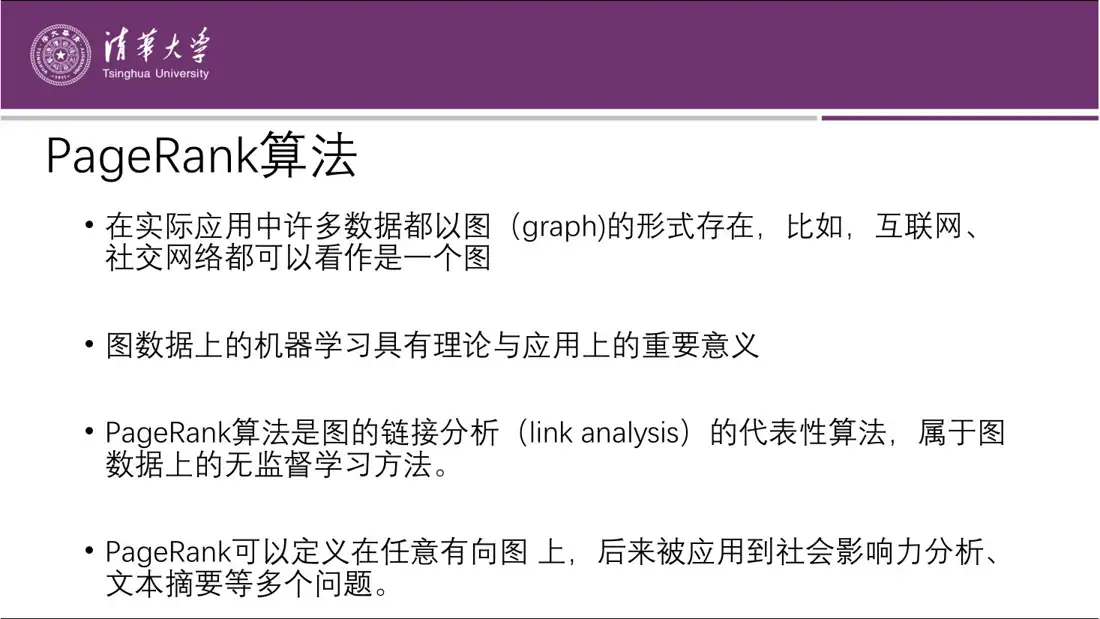 清华大学
Tsinghua University
PageRank算法
• 在实际应用中许多数据都以图（graph)的形式存在，比如，互联网、
社交网络都可以看作是一个图
• 图数据上的机器学习具有理论与应用上的重要意义
• PageRank算法是图的链接分析（link analysis）的代表性算法，属于图
数据上的无监督学习方法。
• PageRank可以定义在任意有向图 上，后来被应用到社会影响力分析、
文本摘要等多个问题。